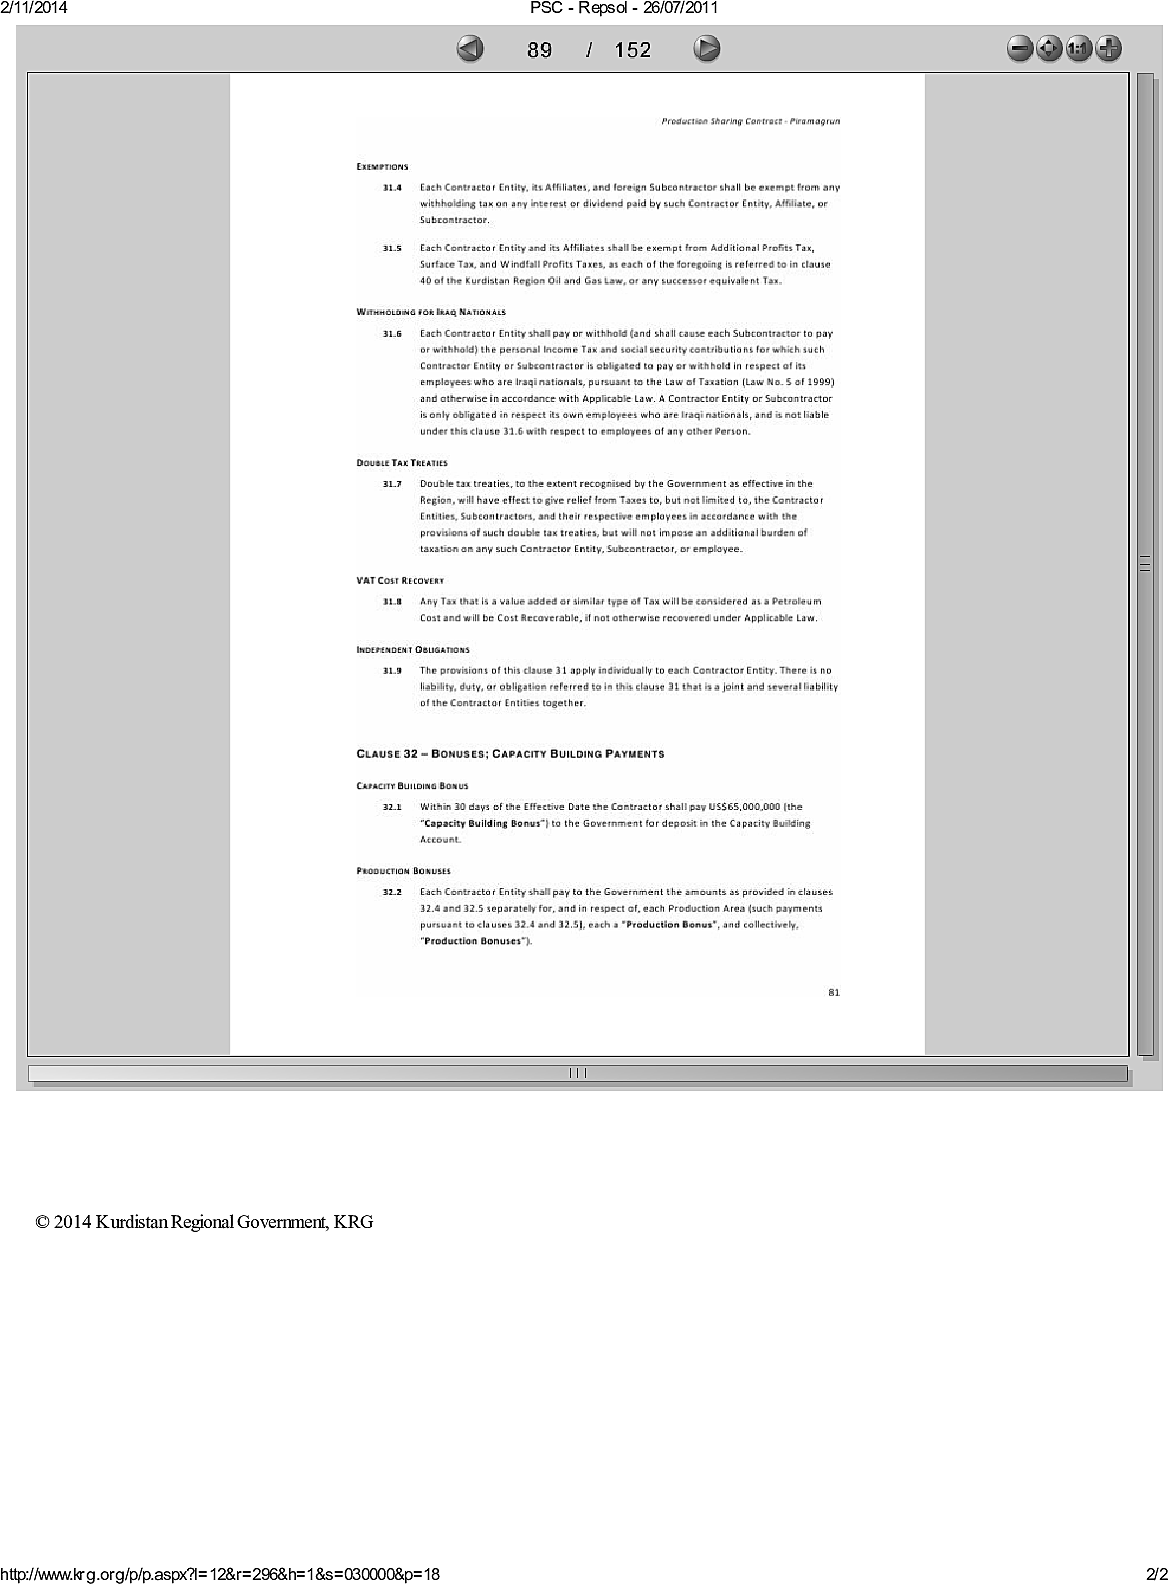 2/11/2014 PSC - Repsol - 26/07/2011
89 / 152
1:1
Production Sharing Contract - Piramagrun
EXEMPTIONS
31.4 Each Contractor Entity, its Affiliates, and foreign Subcontractor shall be exempt from any
withholding tax on any interest or dividend paid by such Contractor Entity, Affiliate, or
Subcontractor.
31.5 Each Contractor Entity and its Affiliates shall be exempt from Additional Profits Tax,
Surface Tax, and Windfall Profits Taxes, as each of the foregoing is referred to in clause
40 of the Kurdistan Region Oil and Gas Law, or any successor equivalent Tax.
WITHHOLDING FOR IRAQ NATIONALS
31.6 Each Contractor Entity shall pay or withhold (and shall cause each Subcontractor to pay
or withhold) the personal Income Tax and social security contributions for which such
Contractor Entity or Subcontractor is obligated to pay or withhold in respect of its
employees who are Iraqi nationals, pursuant to the Law of Taxation (Law No. 5 of 1999)
and otherwise in accordance with Applicable Law. A Contractor Entity or Subcontractor
is only obligated in respect its own employees who are Iraqi nationals, and is not liable
under this clause 31.6 with respect to employees of any other Person.
DOUBLE TAX TREATIES
31.7 Double tax treaties, to the extent recognised by the Government as effective in the
Region, will have effect to give relief from Taxes to, but not limited to, the Contractor
Entities, Subcontractors, and their respective employees in accordance with the
provisions of such double tax treaties, but will not impose an additional burden of
taxation on any such Contractor Entity, Subcontractor, or employee.
VAT COST RECOVERY
31.8 Any Tax that is a value added or similar type of Tax will be considered as a Petroleum
Cost and will be Cost Recoverable, if not otherwise recovered under Applicable Law.
INDEPENDENT OBLIGATIONS
31.9 The provisions of this clause 31 apply individually to each Contractor Entity. There is no
liability, duty, or obligation referred to in this clause 31 that is a joint and several liability
of the Contractor Entities together.
CLAUSE 32 – BONUSES; CAPACITY BUILDING PAYMENTS
CAPACITY BUILDING BONUS
32.1 Within 30 days of the Effective Date the Contractor shall pay US$65,000,000 (the
"Capacity Building Bonus") to the Government for deposit in the Capacity Building
Account.
PRODUCTION BONUSES
32.2 Each Contractor Entity shall pay to the Government the amounts as provided in clauses
32.4 and 32.5 separately for, and in respect of, each Production Area (such payments
pursuant to clauses 32.4 and 32.5), each a "Production Bonus", and collectively,
"Production Bonuses").
81
© 2014 Kurdistan Regional Government, KRG
http://www.krg.org/p/p.aspx?l=12&r=296&h=1&s=030000&p=18 2/2